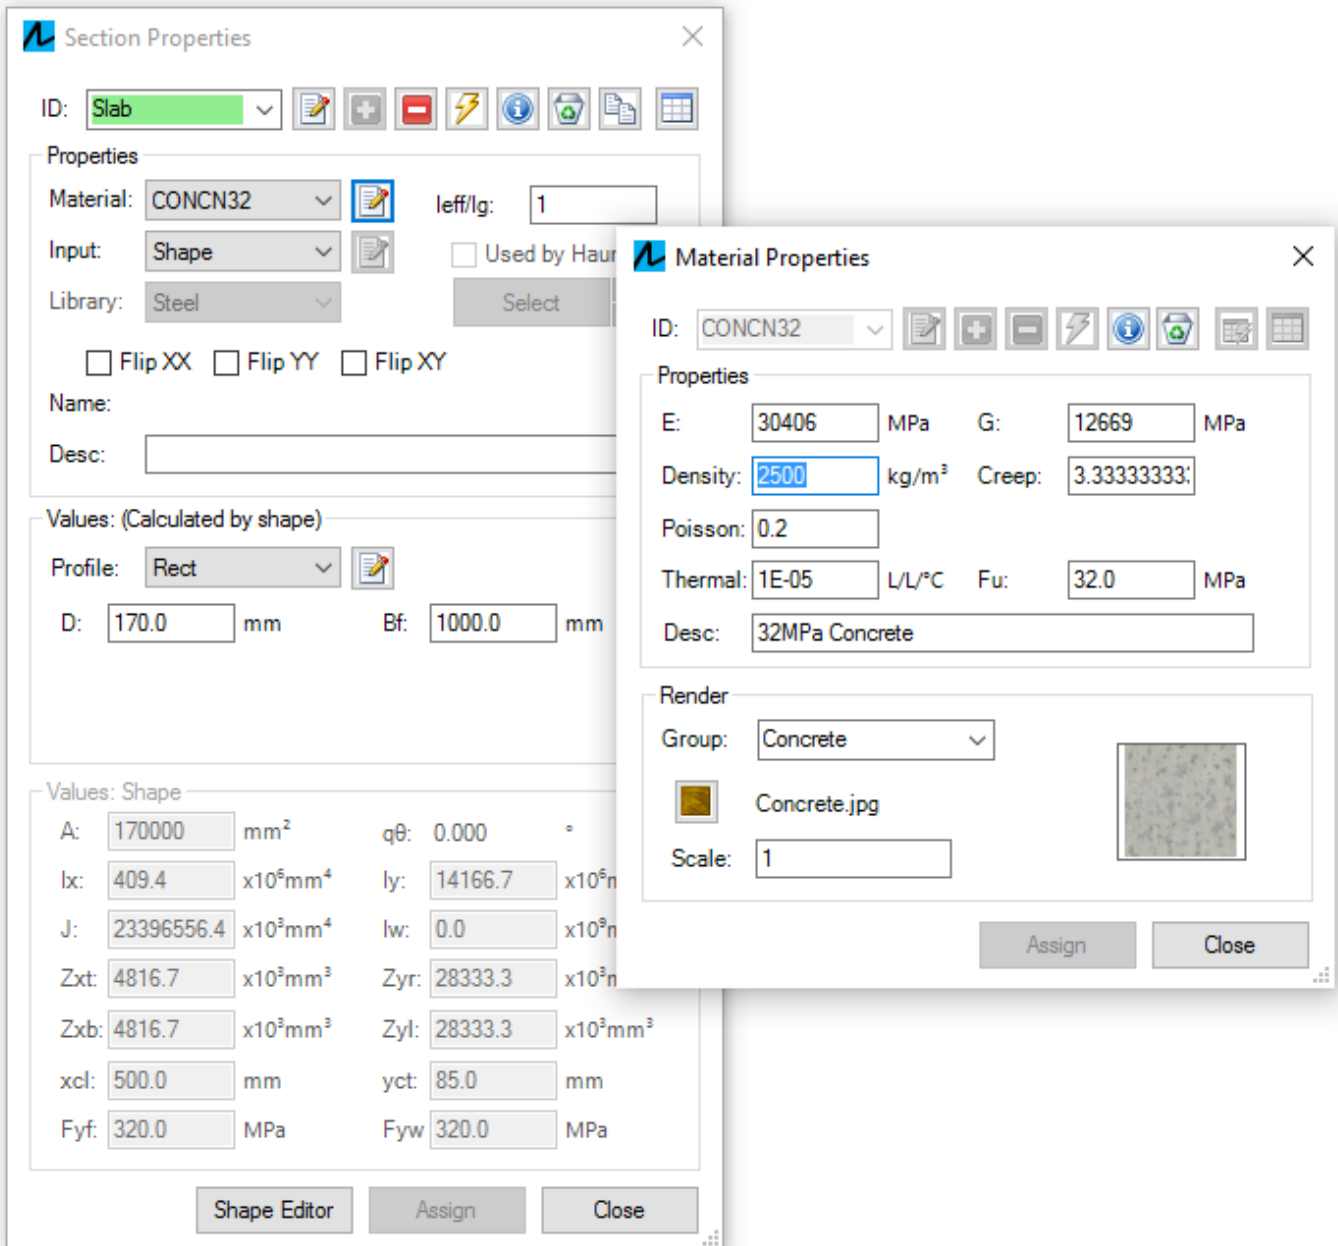 Section Properties
ID: Slab
Properties
Material: CONCN32 Ieff/Ig: 1
Input: Shape Used by Haun
Library: Steel Select
Flip XX Flip YY Flip XY
Name:
Desc:
Values: (Calculated by shape)
Profile: Rect
D: 170.0 mm Bf: 1000.0 mm
Values: Shape
A: 170000 mm² qθ: 0.000 °
Ix: 409.4 x10⁶mm⁴ Iy: 14166.7 x10⁶m
J: 23396556.4 x10³mm⁴ Iw: 0.0 x10⁹m
Zxt: 4816.7 x10³mm³ Zyr: 28333.3 x10³m
Zxb: 4816.7 x10³mm³ Zyl: 28333.3 x10³mm³
xcl: 500.0 mm yct: 85.0 mm
Fyf: 320.0 MPa Fyw 320.0 MPa
Shape Editor Assign Close
Material Properties
ID: CONCN32
Properties
E: 30406 MPa G: 12669 MPa
Density: 2500 kg/m³ Creep: 3.333333333
Poisson: 0.2
Thermal: 1E-05 L/L/°C Fu: 32.0 MPa
Desc: 32MPa Concrete
Render
Group: Concrete
Concrete.jpg
Scale: 1
Assign Close